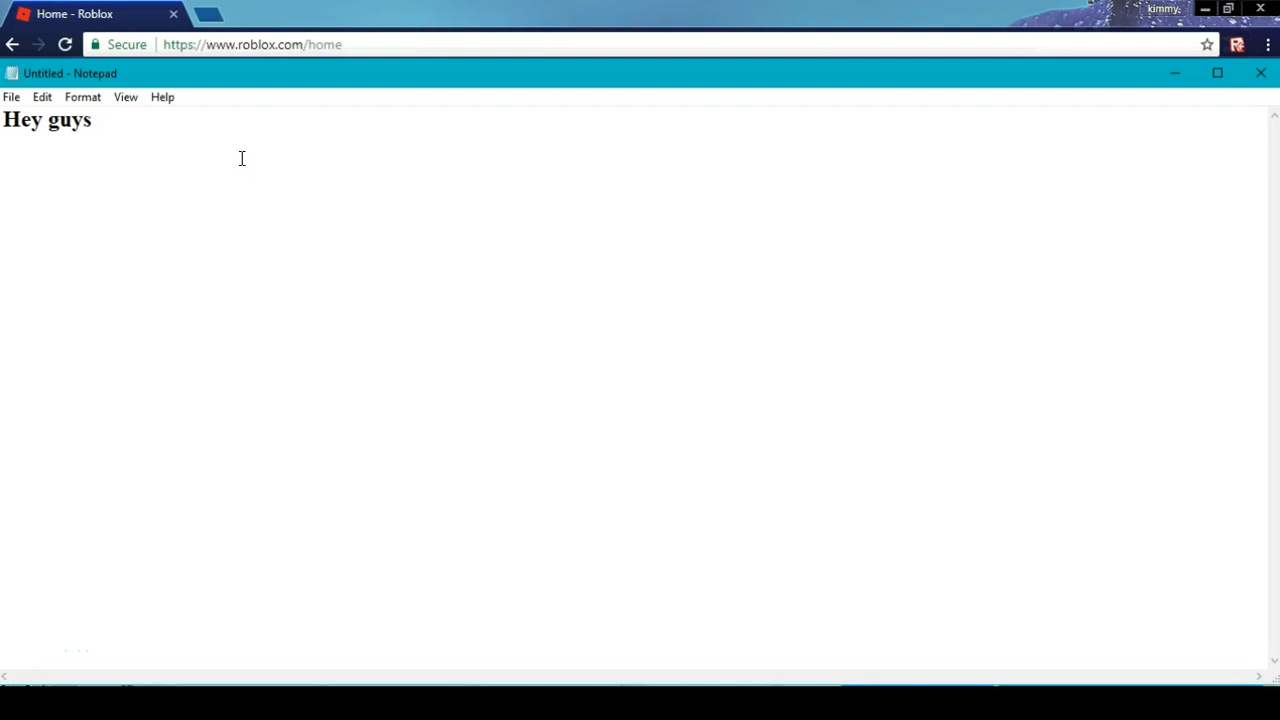 Home - Roblox
kimmy.
Secure
https://www.roblox.com/home
Untitled - Notepad
File Edit Format View Help
Hey guys